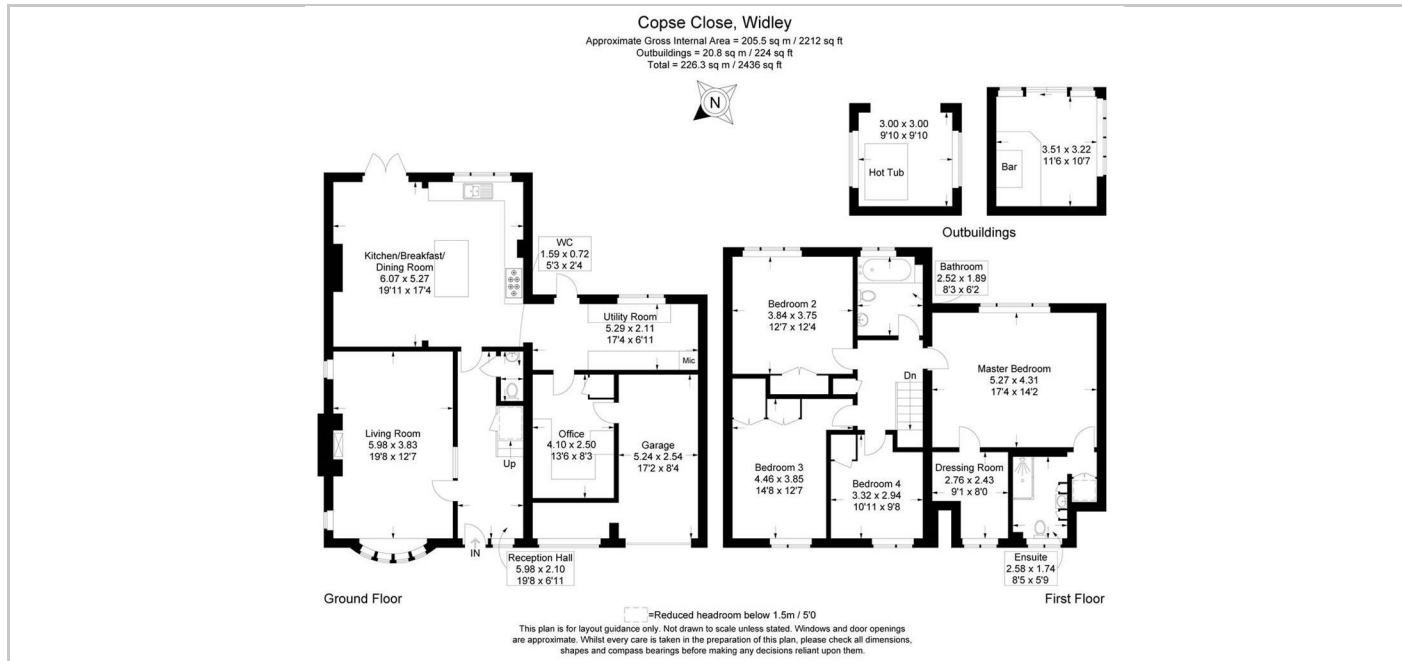 Copse Close, Widley
Approximate Gross Internal Area = 205.5 sq m / 2212 sq ft
Outbuildings = 20.8 sq m / 224 sq ft
Total = 226.3 sq m / 2436 sq ft
N
3.00 x 3.00
9'10 x 9'10
Hot Tub
3.51 x 3.22
11'6 x 10'7
Bar
Outbuildings
Kitchen/Breakfast/
Dining Room
6.07 x 5.27
19'11 x 17'4
WC
1.59 x 0.72
5'3 x 2'4
Utility Room
5.29 x 2.11
17'4 x 6'11
Mic
Living Room
5.98 x 3.83
19'8 x 12'7
Up
Office
4.10 x 2.50
13'6 x 8'3
Garage
5.24 x 2.54
17'2 x 8'4
IN
Reception Hall
5.98 x 2.10
19'8 x 6'11
Ground Floor
Bedroom 2
3.84 x 3.75
12'7 x 12'4
Bathroom
2.52 x 1.89
8'3 x 6'2
Dn
Master Bedroom
5.27 x 4.31
17'4 x 14'2
Bedroom 3
4.46 x 3.85
14'8 x 12'7
Bedroom 4
3.32 x 2.94
10'11 x 9'8
Dressing Room
2.76 x 2.43
9'1 x 8'0
Ensuite
2.58 x 1.74
8'5 x 5'9
First Floor
=Reduced headroom below 1.5m / 5'0
This plan is for layout guidance only. Not drawn to scale unless stated. Windows and door openings
are approximate. Whilst every care is taken in the preparation of this plan, please check all dimensions,
shapes and compass bearings before making any decisions reliant upon them.